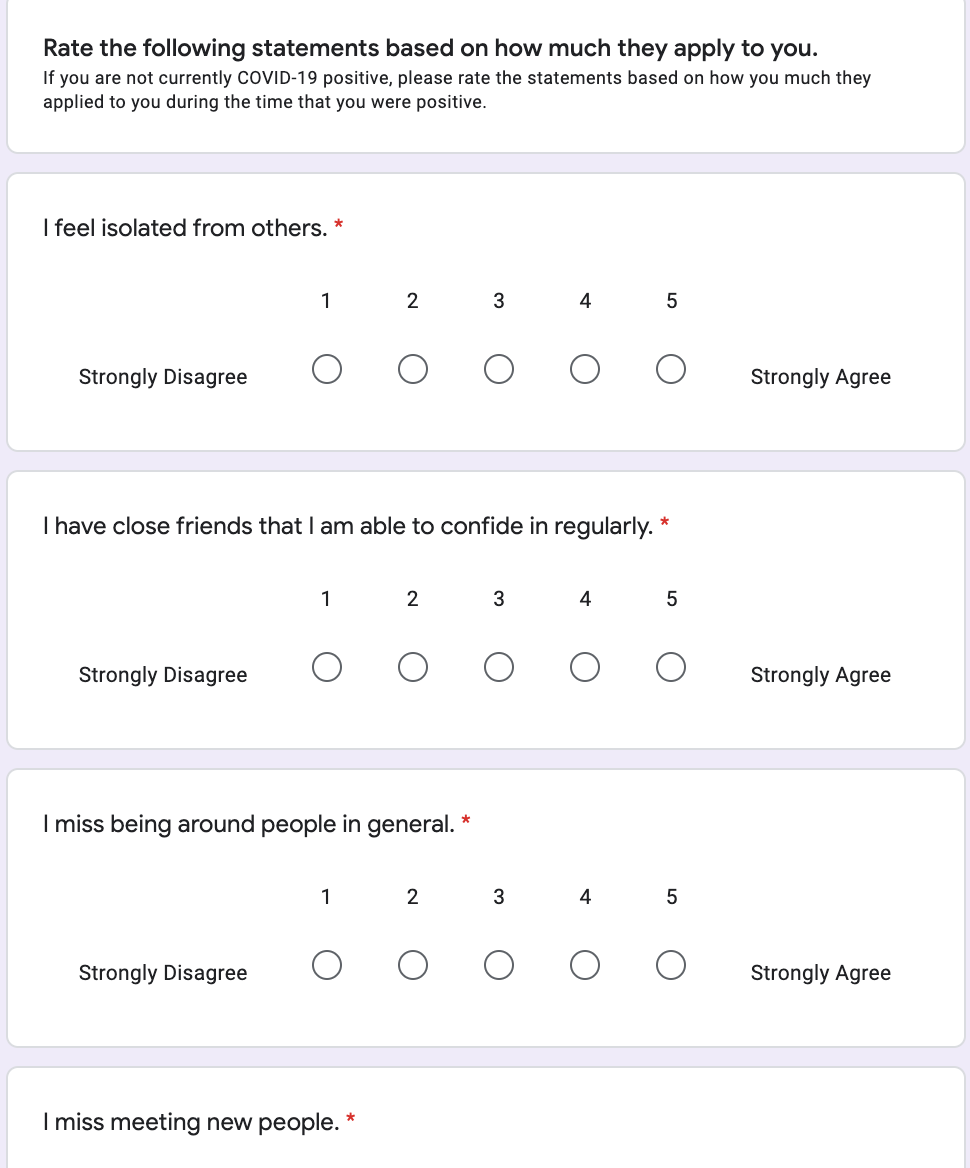 Rate the following statements based on how much they apply to you.
If you are not currently COVID-19 positive, please rate the statements based on how you much they
applied to you during the time that you were positive.
I feel isolated from others. *
1 2 3 4 5
Strongly Disagree Strongly Agree
I have close friends that I am able to confide in regularly. *
1 2 3 4 5
Strongly Disagree Strongly Agree
I miss being around people in general. *
1 2 3 4 5
Strongly Disagree Strongly Agree
I miss meeting new people. *